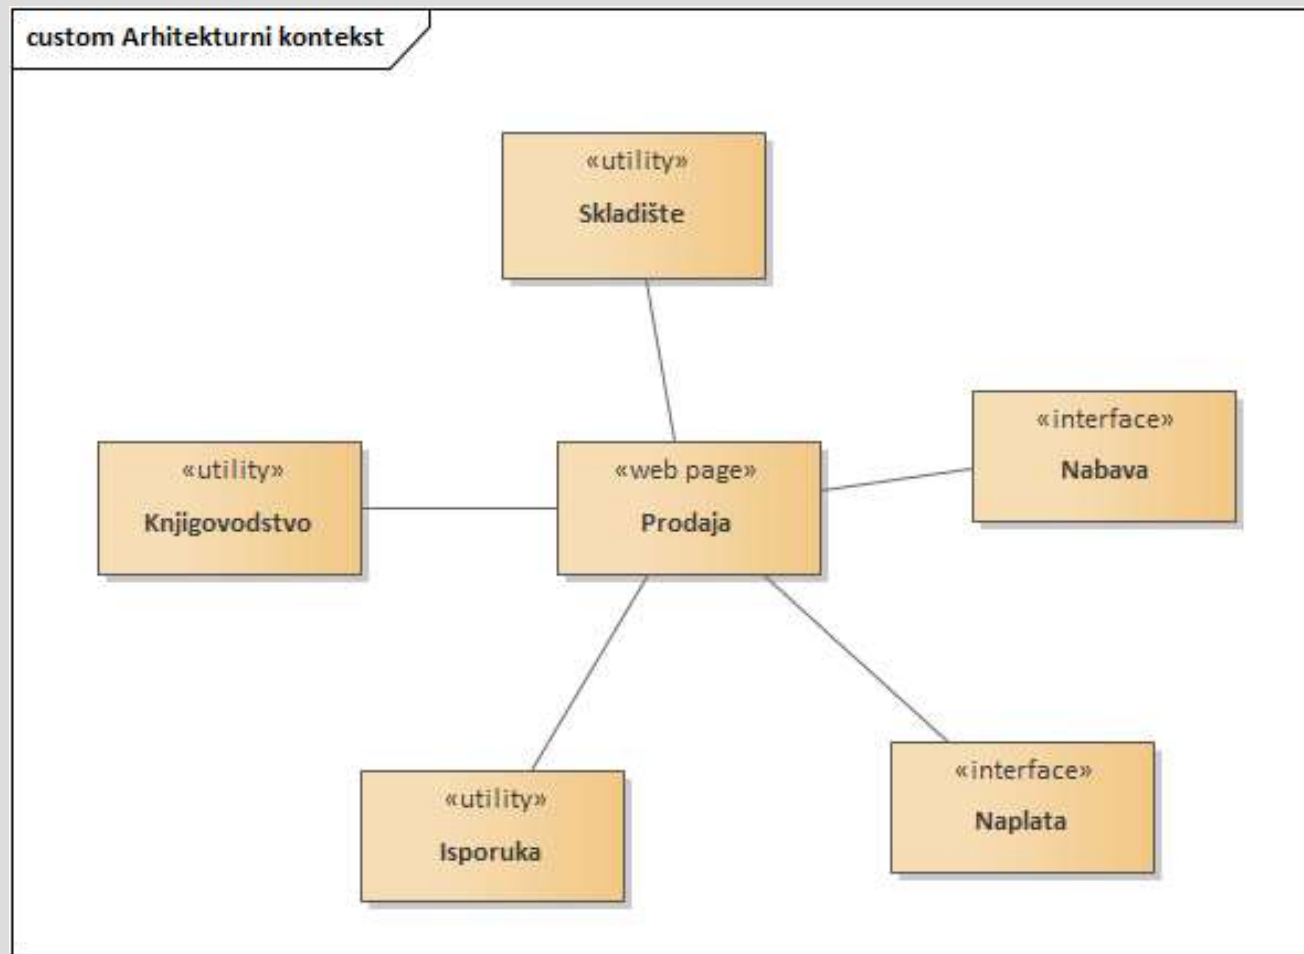 custom Arhitekturni kontekst
«utility»
Skladište
«interface»
Nabava
«utility»
Knjigovodstvo
«web page»
Prodaja
«interface»
Naplata
«utility»
Isporuka